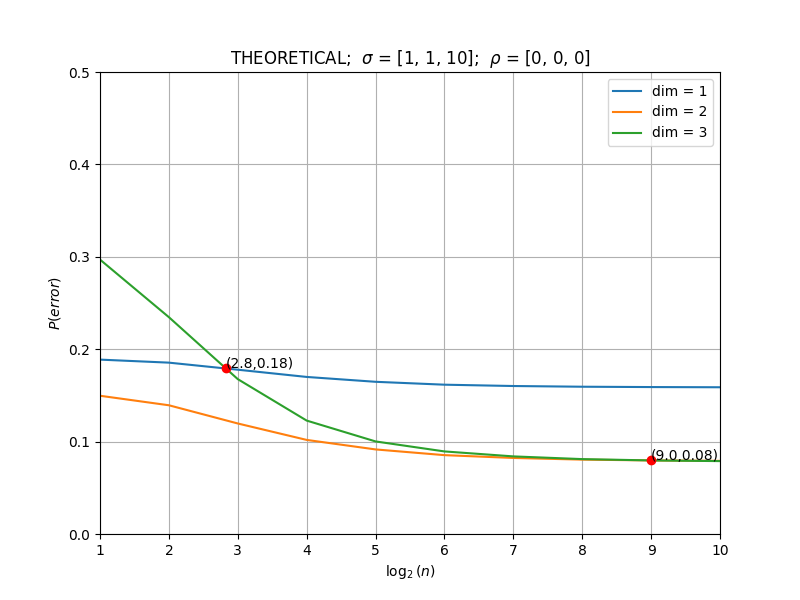 THEORETICAL;  σ = [1, 1, 10];  ρ = [0, 0, 0]
dim = 1
dim = 2
dim = 3
0.5
0.4
0.3
0.2
0.1
0.0
P(error)
(2.8,0.18)
(9.0,0.08)
1 2 3 4 5 6 7 8 9 10
log₂(n)